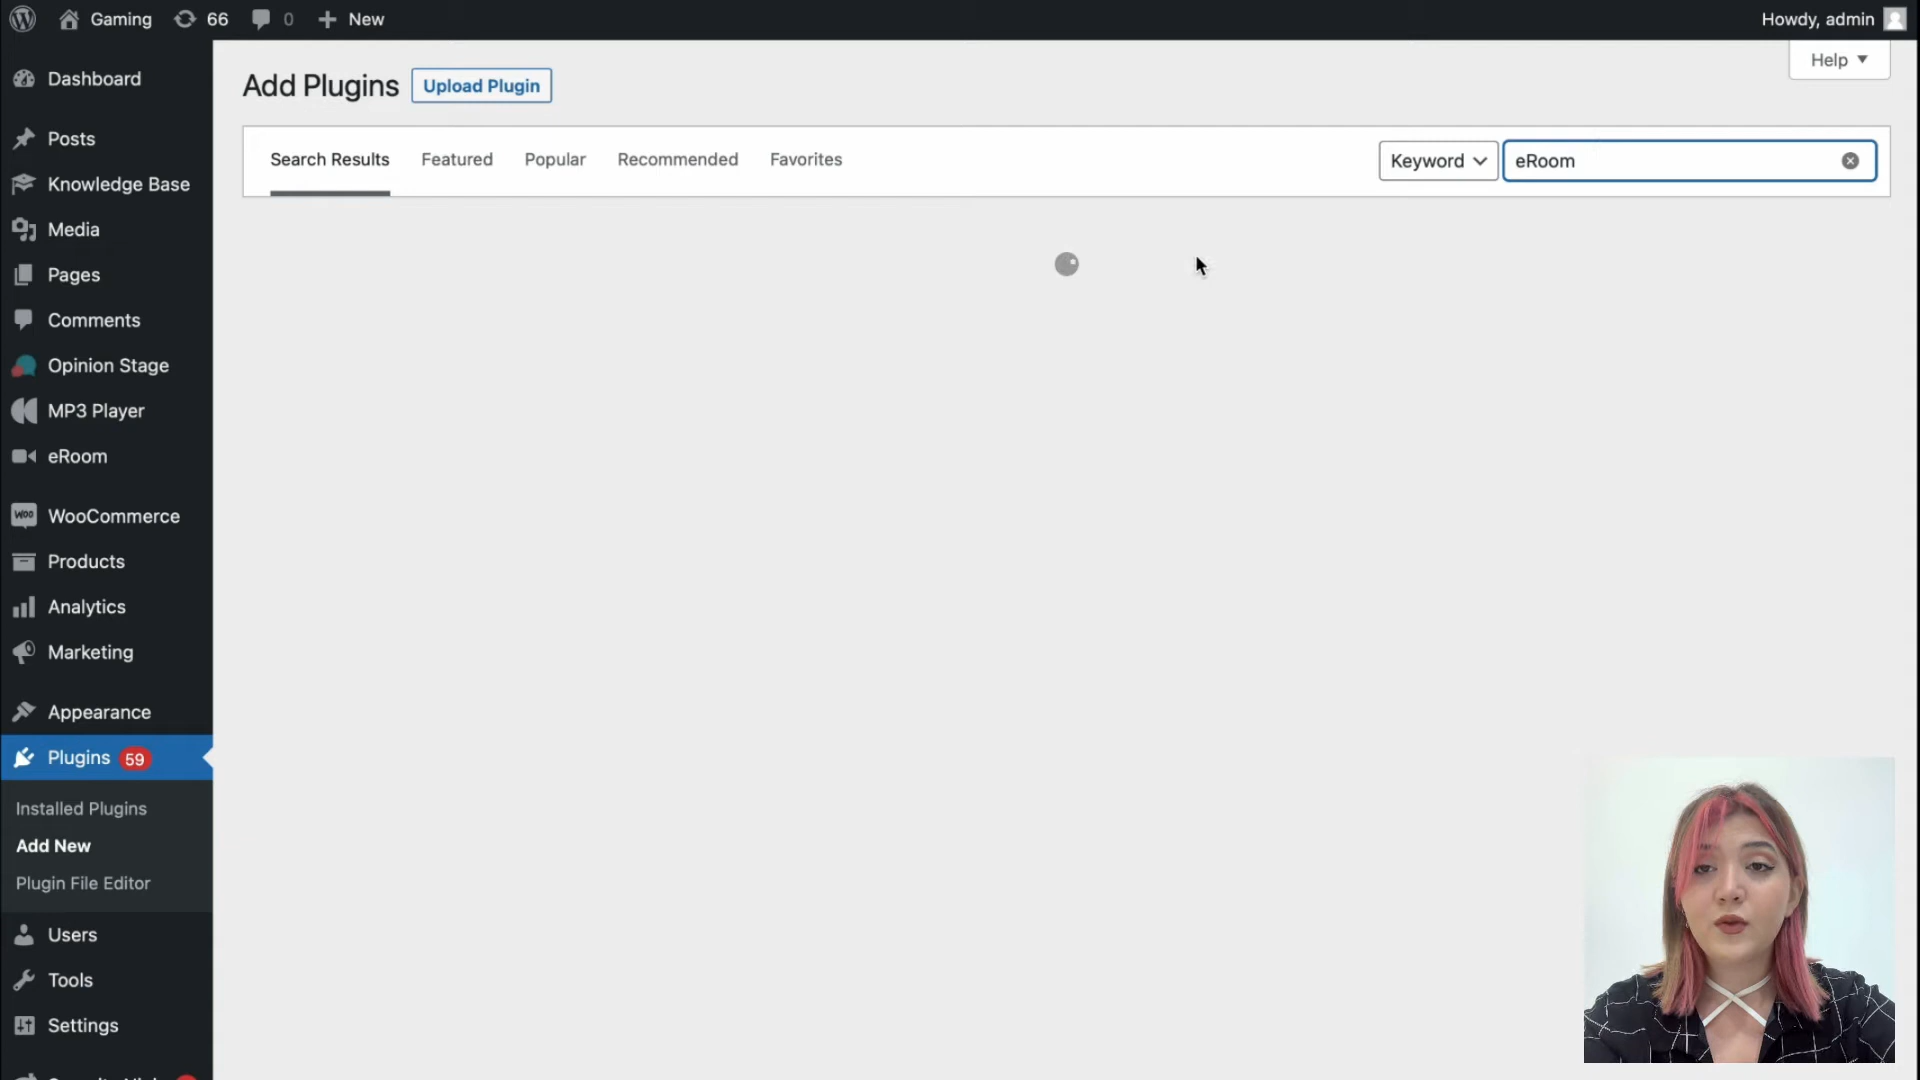 Gaming 66 0 New Howdy, admin
Help
Add Plugins Upload Plugin
Search Results Featured Popular Recommended Favorites Keyword eRoom
Dashboard
Posts
Knowledge Base
Media
Pages
Comments
Opinion Stage
MP3 Player
eRoom
Woo WooCommerce
Products
Analytics
Marketing
Appearance
Plugins 59
Installed Plugins
Add New
Plugin File Editor
Users
Tools
Settings